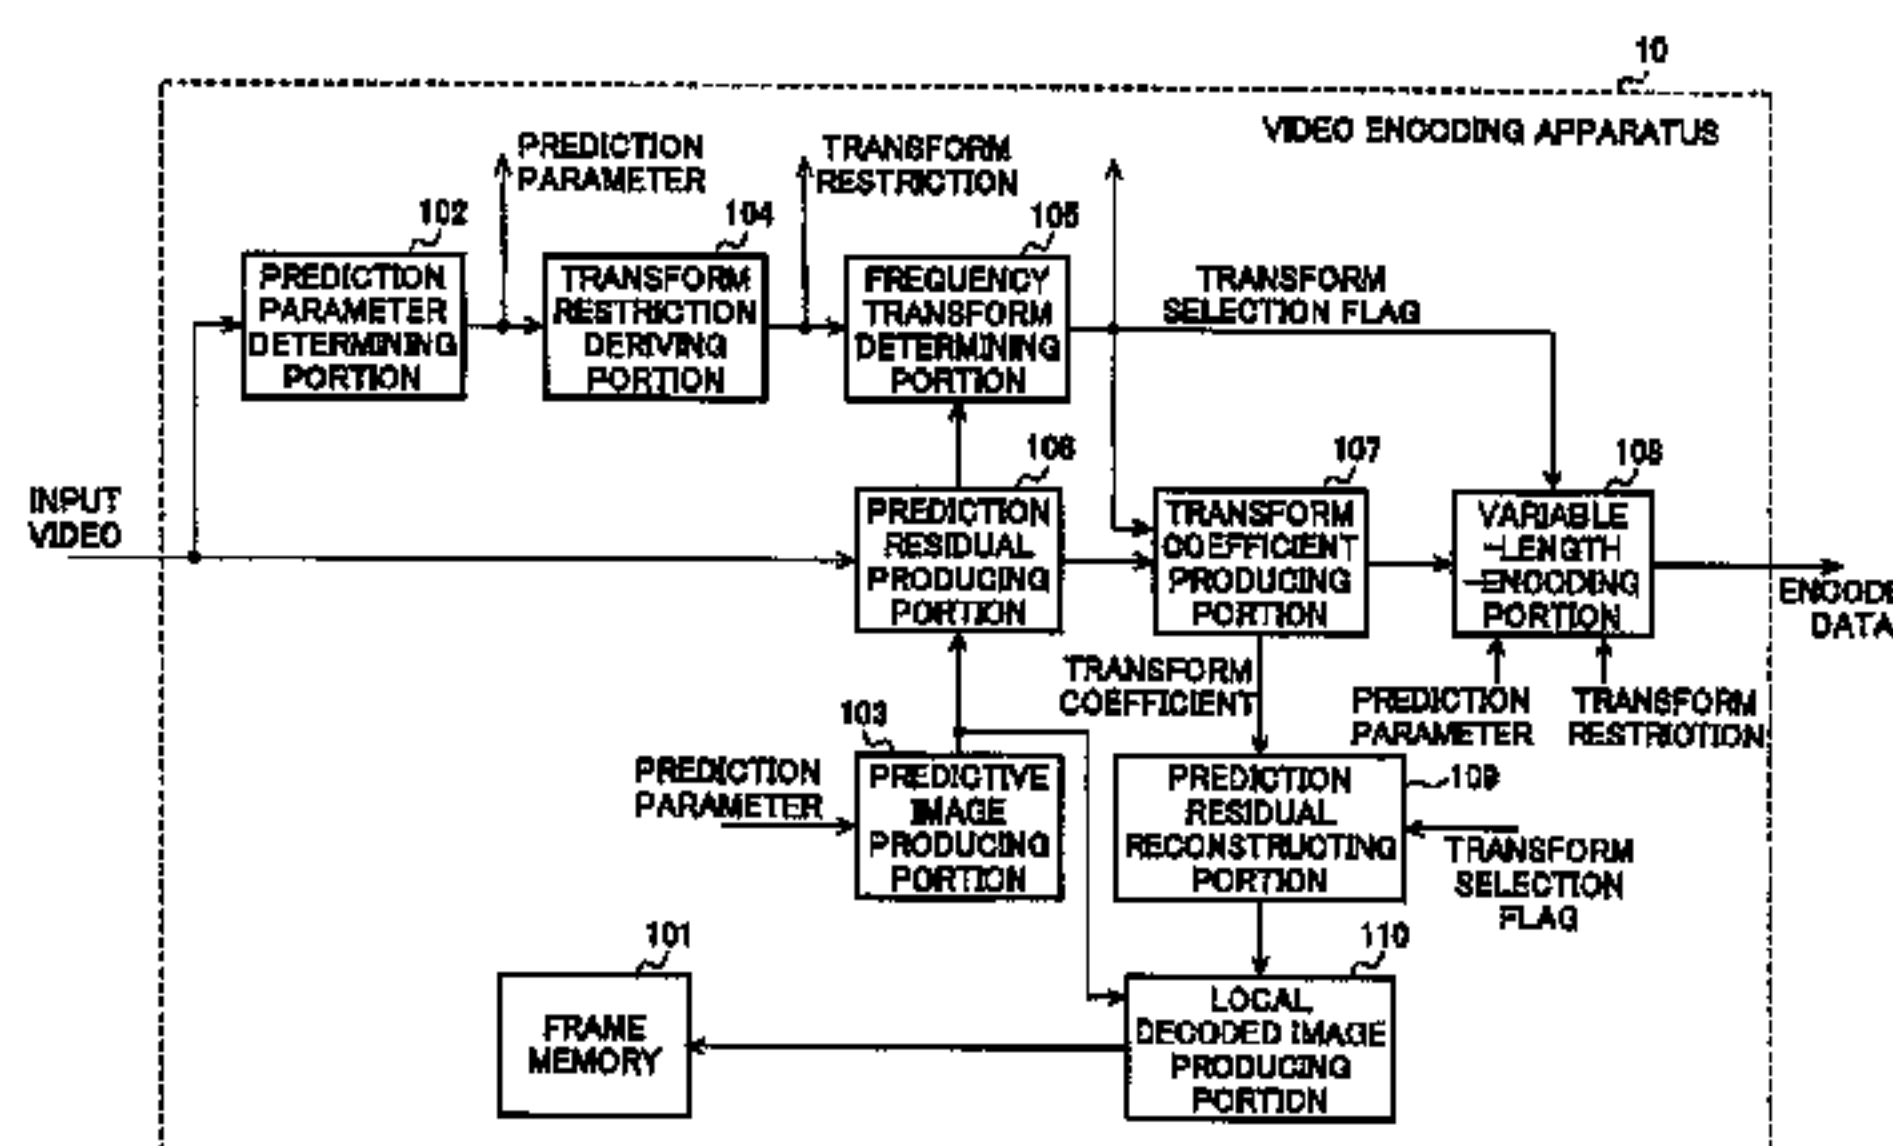 10
VIDEO ENCODING APPARATUS
PREDICTION
PARAMETER
TRANSFORM
RESTRICTION
102
104
105
PREDICTION
PARAMETER
DETERMINING
PORTION
TRANSFORM
RESTRICTION
DERIVING
PORTION
FREQUENCY
TRANSFORM
DETERMINING
PORTION
TRANSFORM
SELECTION FLAG
106
107
108
INPUT
VIDEO
PREDICTION
RESIDUAL
PRODUCING
PORTION
TRANSFORM
COEFFICIENT
PRODUCING
PORTION
VARIABLE
-LENGTH
-ENCODING
PORTION
ENCODE
DATA
TRANSFORM
COEFFICIENT
PREDICTION
PARAMETER
TRANSFORM
RESTRICTION
103
PREDICTION
PARAMETER
PREDICTIVE
IMAGE
PRODUCING
PORTION
PREDICTION
RESIDUAL
RECONSTRUCTING
PORTION
109
TRANSFORM
SELECTION
FLAG
101
110
FRAME
MEMORY
LOCAL
DECODED IMAGE
PRODUCING
PORTION